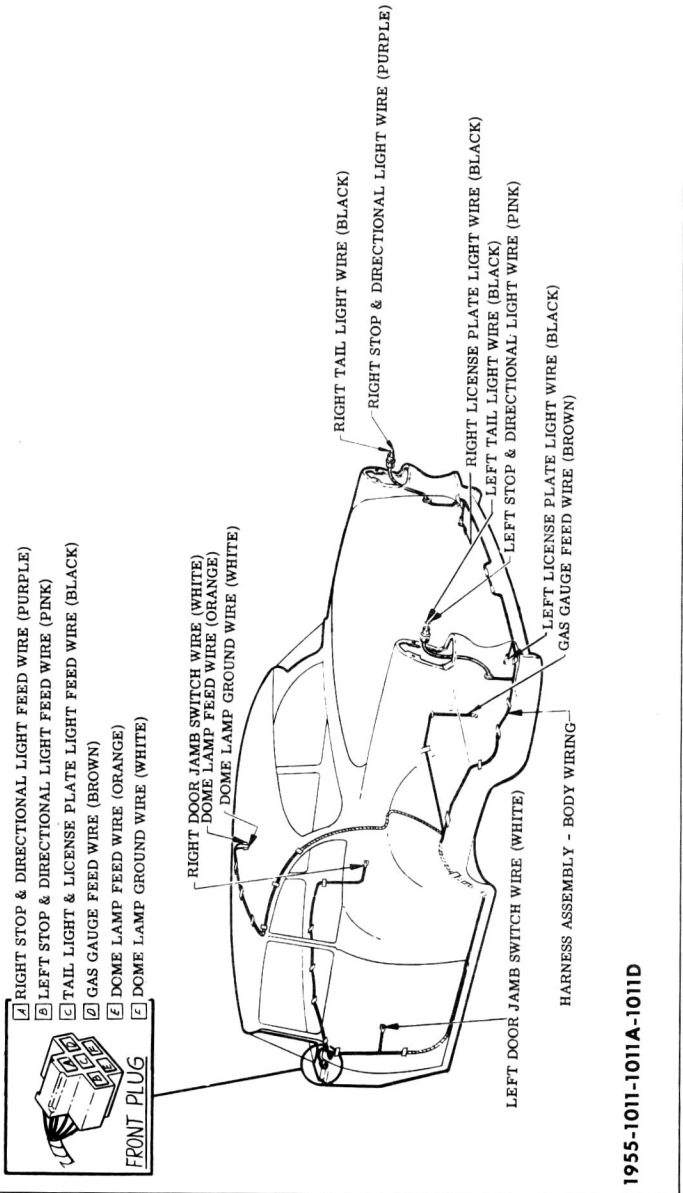 A RIGHT STOP & DIRECTIONAL LIGHT FEED WIRE (PURPLE)
B LEFT STOP & DIRECTIONAL LIGHT FEED WIRE (PINK)
C TAIL LIGHT & LICENSE PLATE LIGHT FEED WIRE (BLACK)
D GAS GAUGE FEED WIRE (BROWN)
E DOME LAMP FEED WIRE (ORANGE)
F DOME LAMP GROUND WIRE (WHITE)
FRONT PLUG
RIGHT DOOR JAMB SWITCH WIRE (WHITE)
DOME LAMP FEED WIRE (ORANGE)
DOME LAMP GROUND WIRE (WHITE)
RIGHT TAIL LIGHT WIRE (BLACK)
RIGHT STOP & DIRECTIONAL LIGHT WIRE (PURPLE)
RIGHT LICENSE PLATE LIGHT WIRE (BLACK)
LEFT TAIL LIGHT WIRE (BLACK)
LEFT STOP & DIRECTIONAL LIGHT WIRE (PINK)
LEFT LICENSE PLATE LIGHT WIRE (BLACK)
GAS GAUGE FEED WIRE (BROWN)
LEFT DOOR JAMB SWITCH WIRE (WHITE)
HARNESS ASSEMBLY - BODY WIRING
1955-1011-1011A-1011D